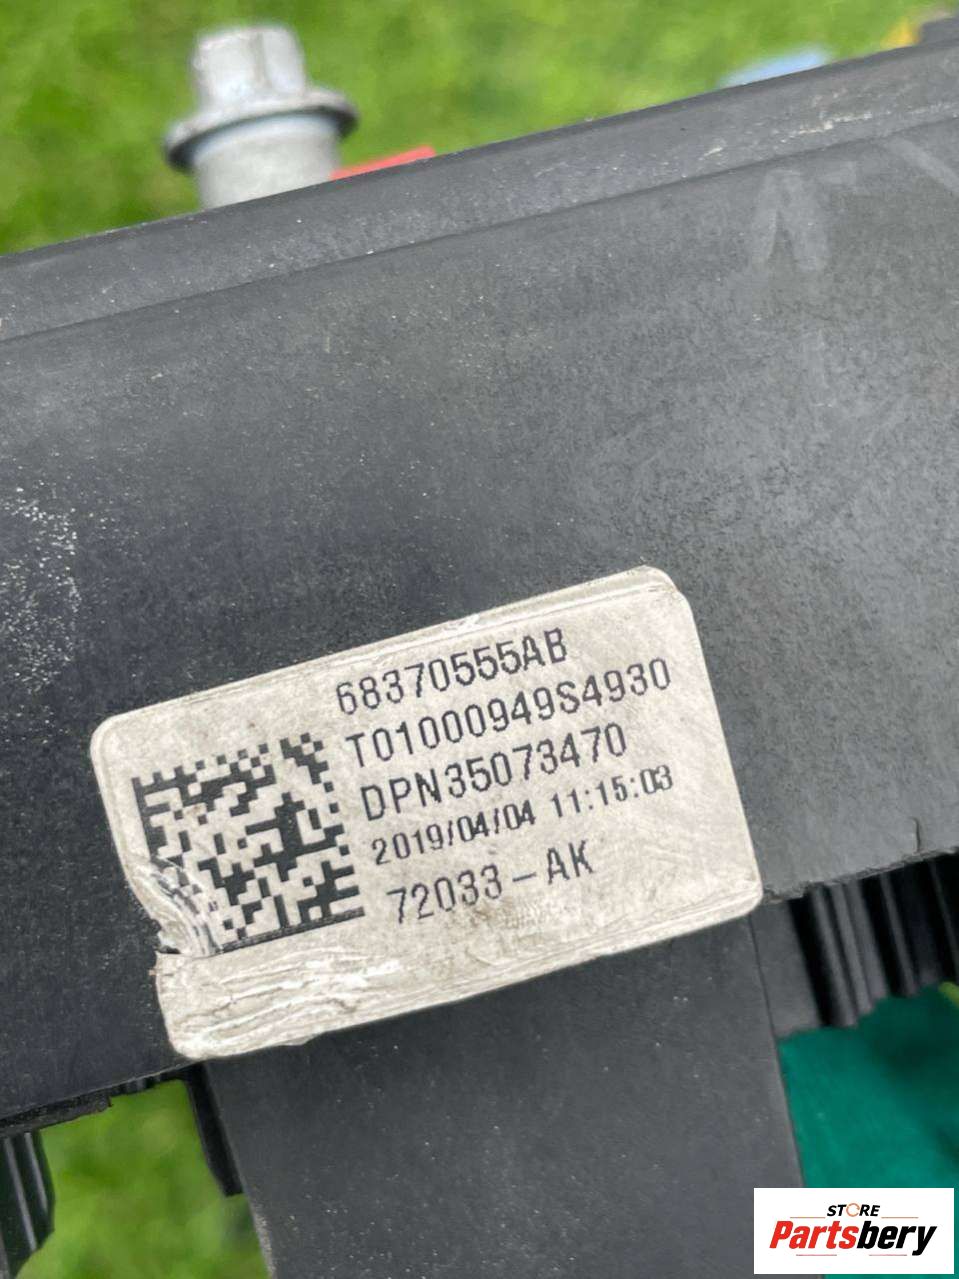 68370555AB
T01000949S4930
DPN35073470
2019/04/04 11:15:03
72033-AK
STORE
Partsbery